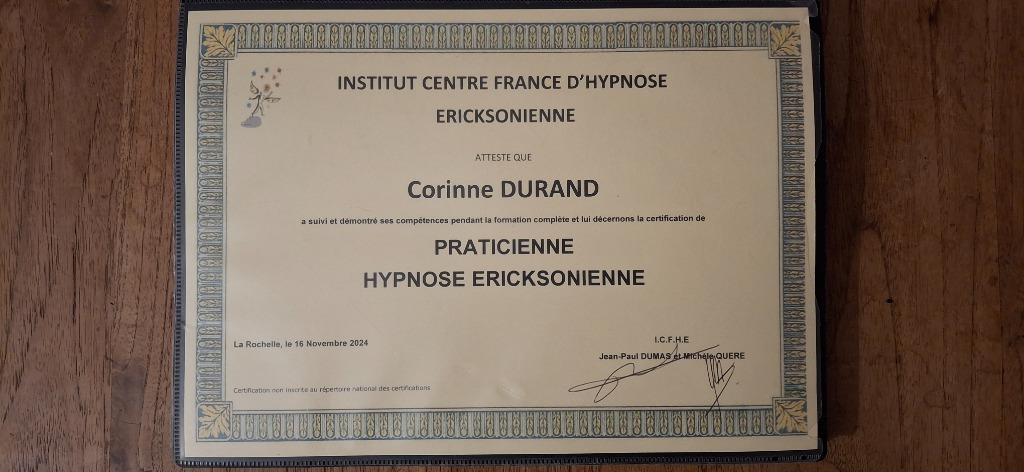 INSTITUT CENTRE FRANCE D'HYPNOSE
ERICKSONIENNE
ATTESTE QUE
Corinne DURAND
a suivi et démontré ses compétences pendant la formation complète et lui décernons la certification de
PRATICIENNE
HYPNOSE ERICKSONIENNE
La Rochelle, le 16 Novembre 2024
I.C.F.H.E
Jean-Paul DUMAS et Michèle QUERE
Certification non inscrite au répertoire national des certifications